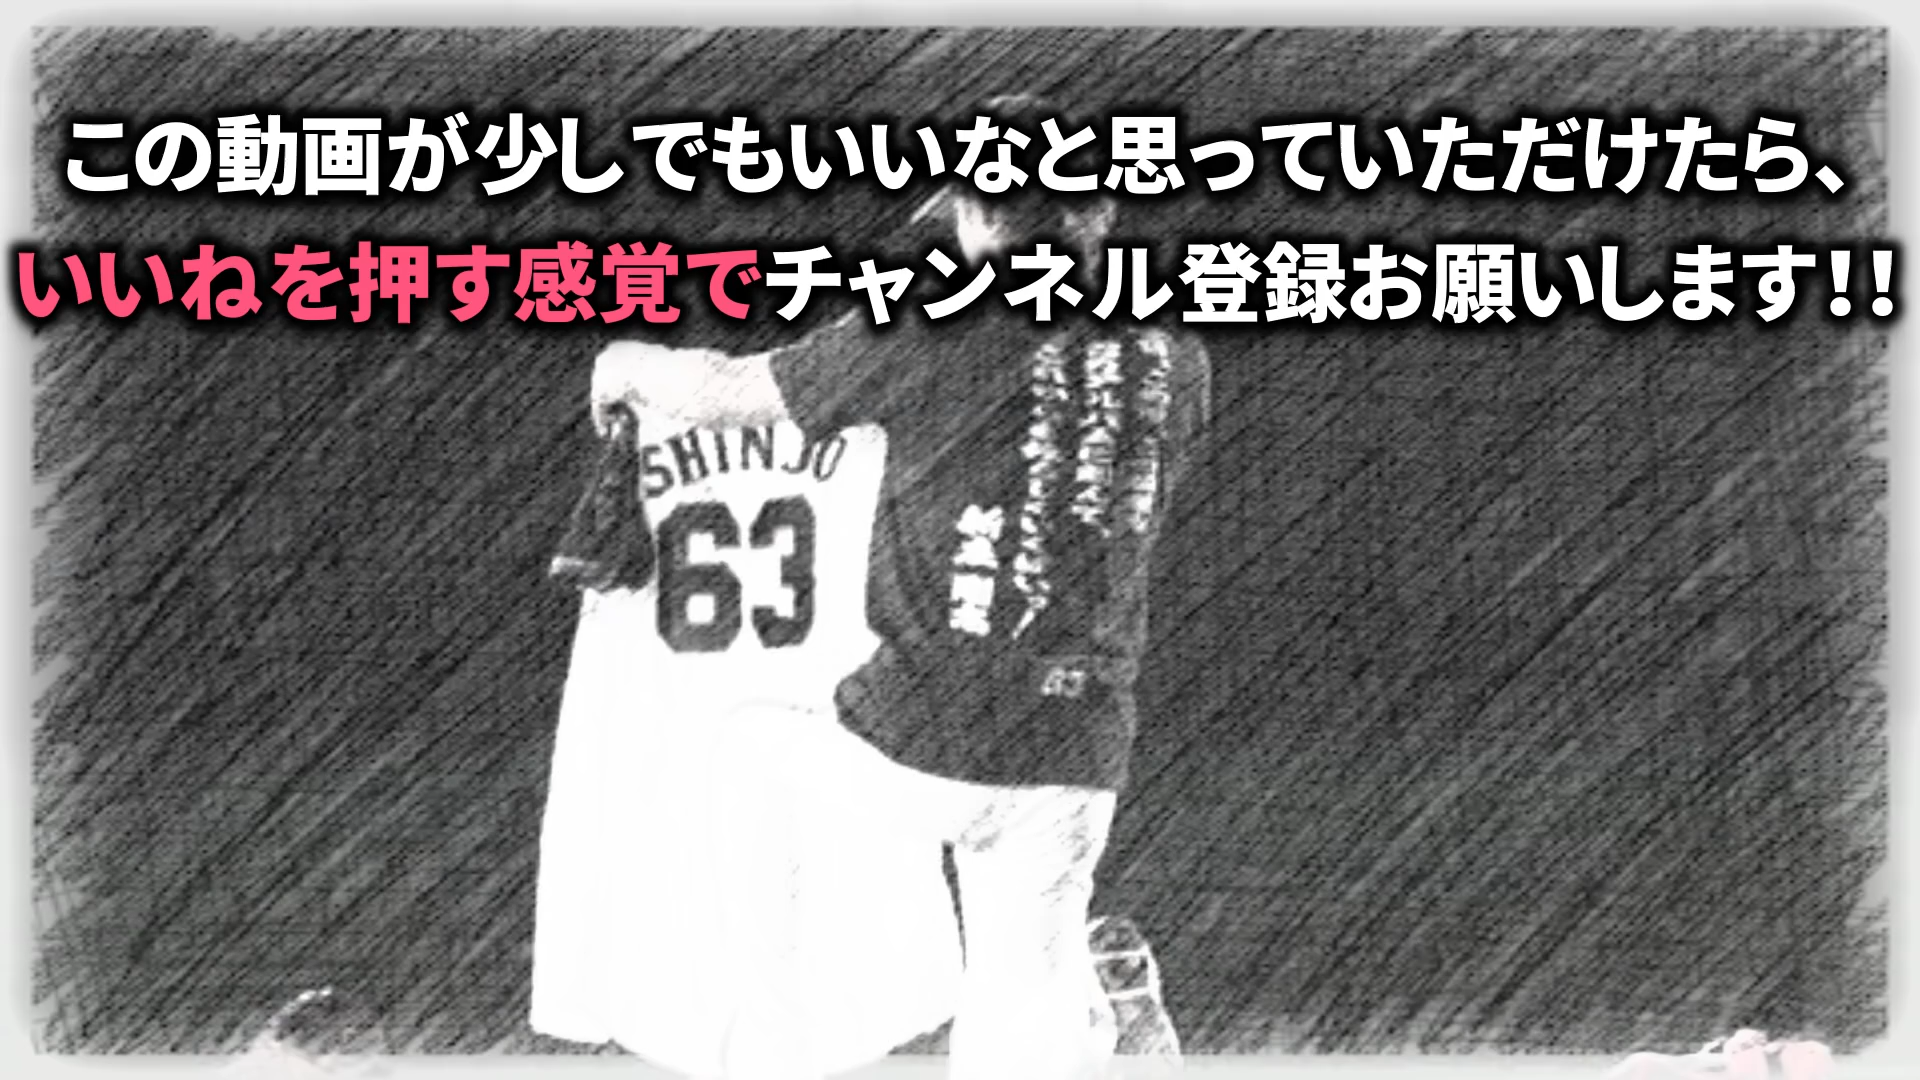 この動画が少しでもいいなと思っていただけたら、
いいねを押す感覚でチャンネル登録お願いします!!
SHINJO
63
63